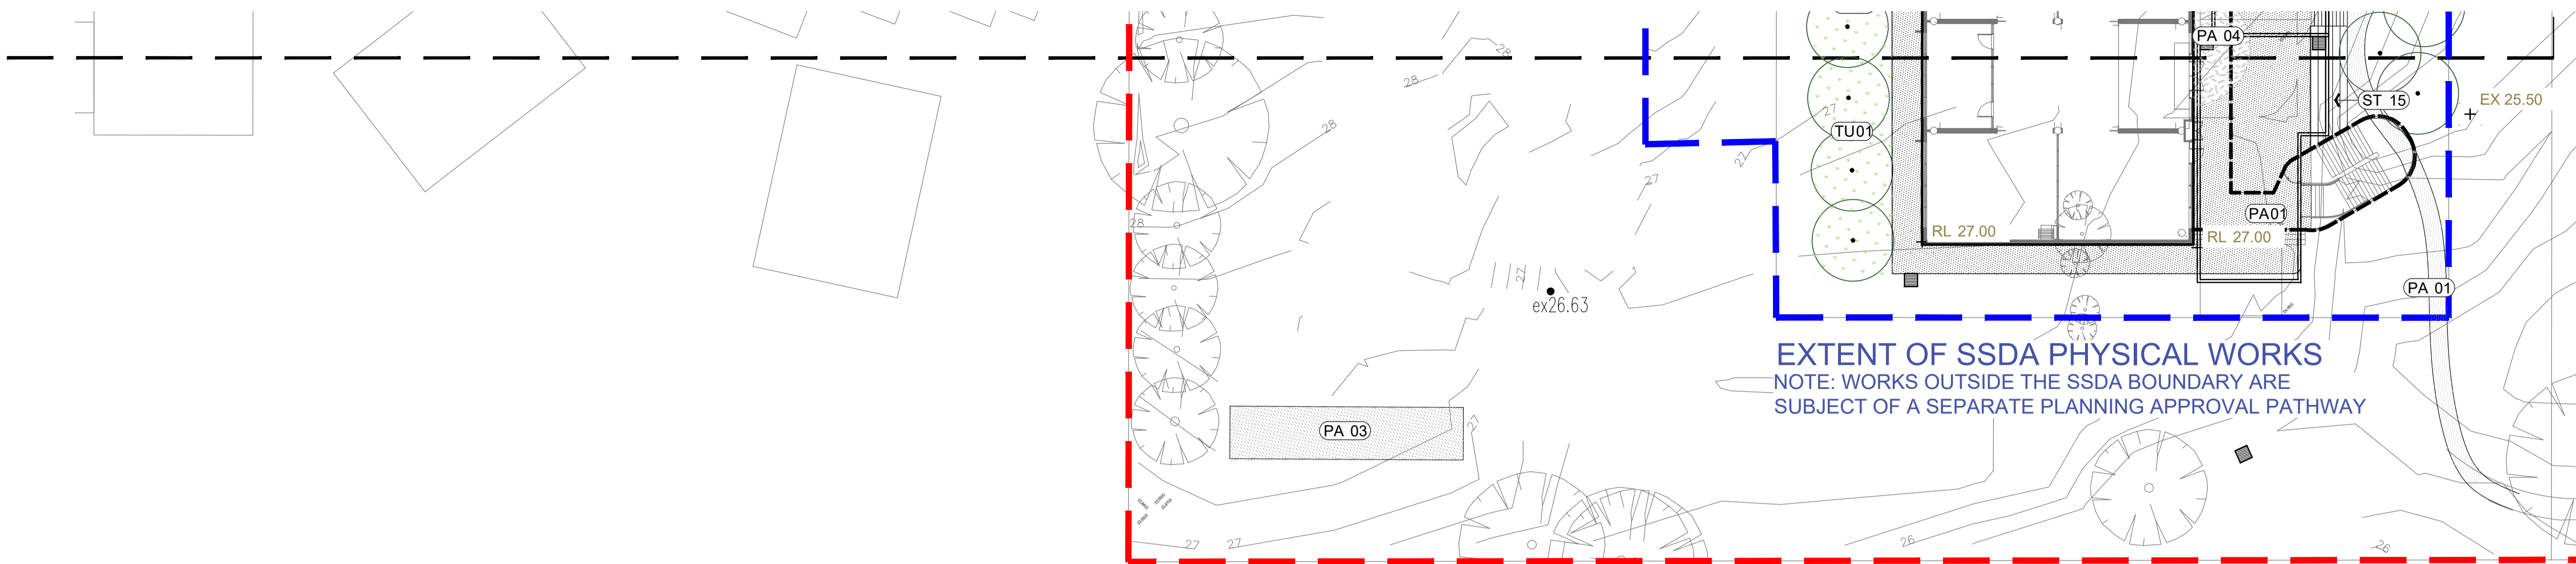 PA 04
28
28
ST 15
EX 25.50
27
28
TU01
27
27
28
PA01
RL 27.00
RL 27.00
27
PA 01
ex26.63
EXTENT OF SSDA PHYSICAL WORKS
NOTE: WORKS OUTSIDE THE SSDA BOUNDARY ARE
SUBJECT OF A SEPARATE PLANNING APPROVAL PATHWAY
27
PA 03
27
27
26
26